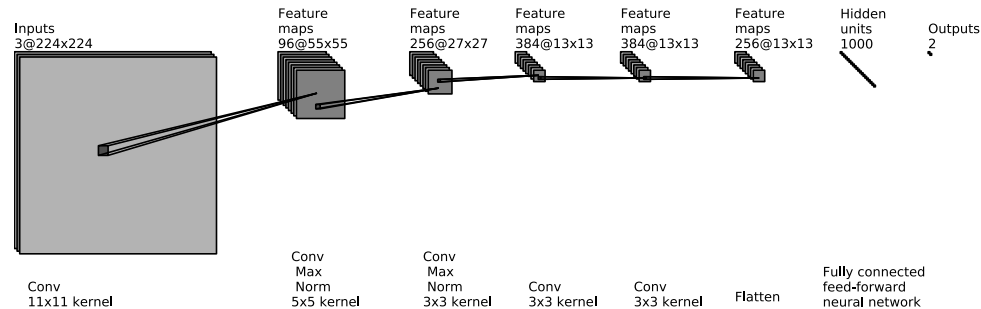 Inputs
3@224x224
Feature
maps
96@55x55
Feature
maps
256@27x27
Feature
maps
384@13x13
Feature
maps
384@13x13
Feature
maps
256@13x13
Hidden
units
1000
Outputs
2
Conv
11x11 kernel
Conv
Max
Norm
5x5 kernel
Conv
Max
Norm
3x3 kernel
Conv
3x3 kernel
Conv
3x3 kernel
Flatten
Fully connected
feed-forward
neural network